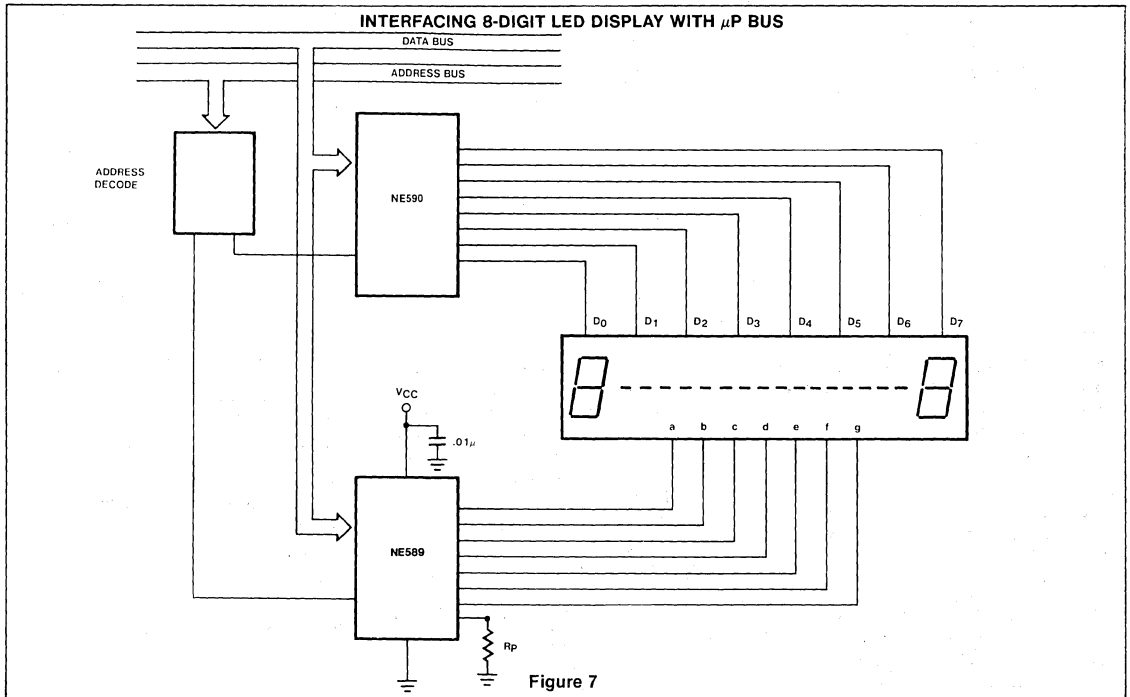 INTERFACING 8-DIGIT LED DISPLAY WITH μP BUS
DATA BUS
ADDRESS BUS
ADDRESS
DECODE
NE590
D0 D1 D2 D3 D4 D5 D6 D7
VCC
.01μ
a b c d e f g
NE589
RP
Figure 7